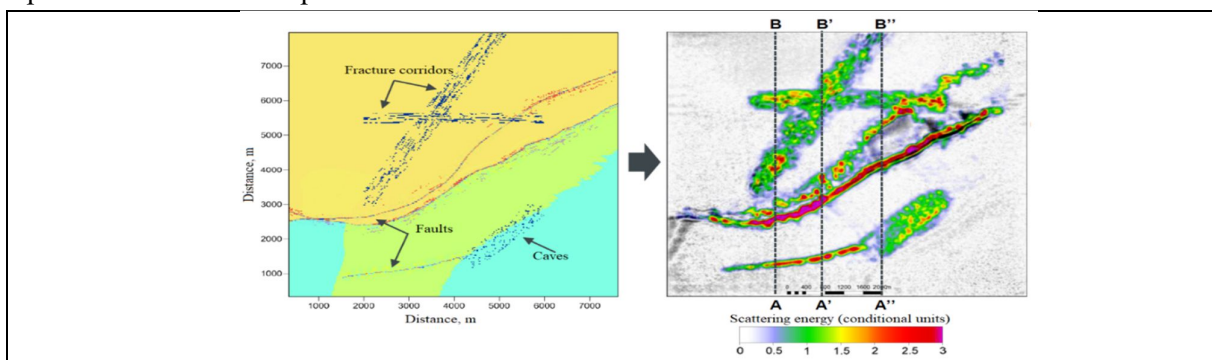 B B' B''
7000
6000
5000
4000
3000
2000
1000
Distance, m
Fracture corridors
Faults
Caves
1000 2000 3000 4000 5000 6000 7000
Distance, m
A A' A''
Scattering energy (conditional units)
0 0.5 1 1.5 2 2.5 3